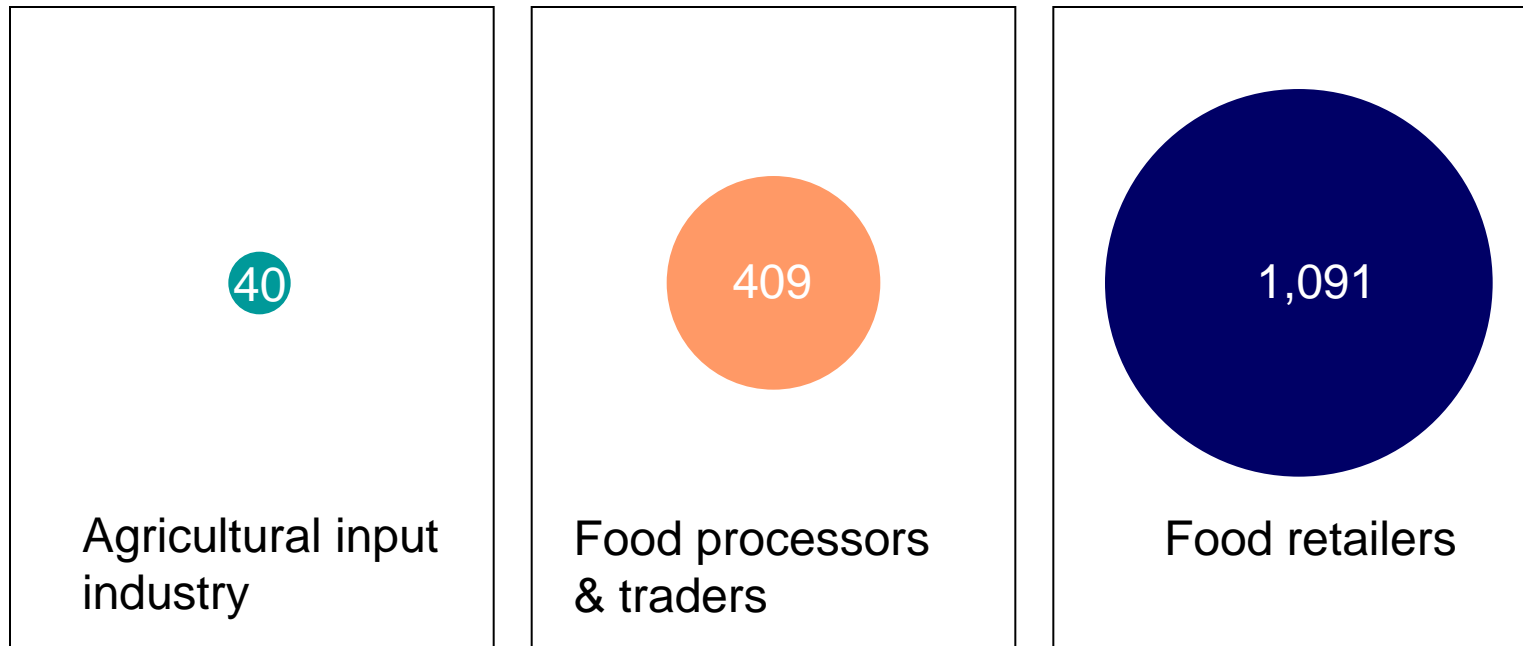 40
Agricultural input
industry
409
Food processors
& traders
1,091
Food retailers